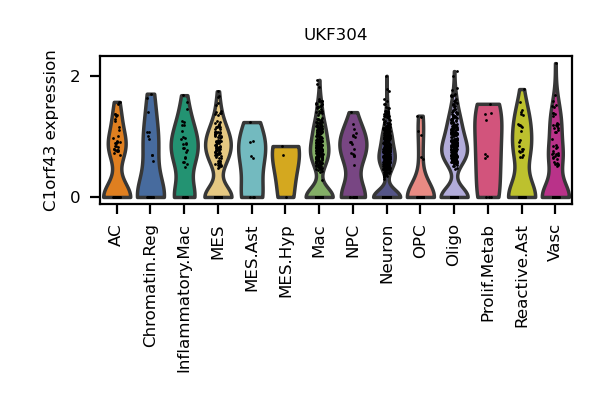 UKF304
C1orf43 expression
2
0
AC
Chromatin.Reg
Inflammatory.Mac
MES
MES.Ast
MES.Hyp
Mac
NPC
Neuron
OPC
Oligo
Prolif.Metab
Reactive.Ast
Vasc